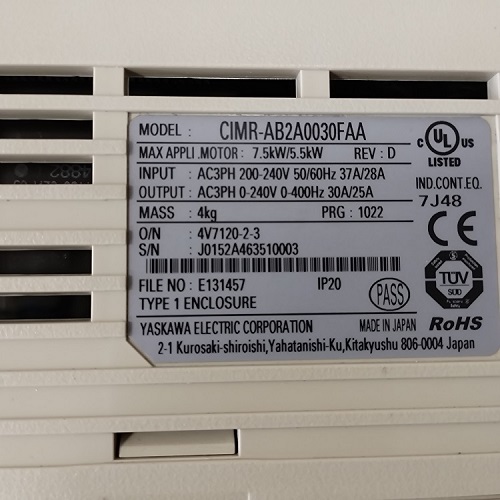 MODEL : CIMR-AB2A0030FAA
MAX APPLI. MOTOR : 7.5kW/5.5kW REV : D
INPUT : AC3PH 200-240V 50/60Hz 37A/28A
OUTPUT : AC3PH 0-240V 0-400Hz 30A/25A
MASS : 4kg PRG : 1022
O/N : 4V7120-2-3
S/N : J0152A463510003
FILE NO : E131457 IP20
TYPE 1 ENCLOSURE
PASS
YASKAWA ELECTRIC CORPORATION MADE IN JAPAN
2-1 Kurosaki-shiroishi,Yahatanishi-Ku,Kitakyushu 806-0004 Japan
C UL US
LISTED
IND.CONT.EQ.
7J48
CE
TÜV
SÜD
RoHS